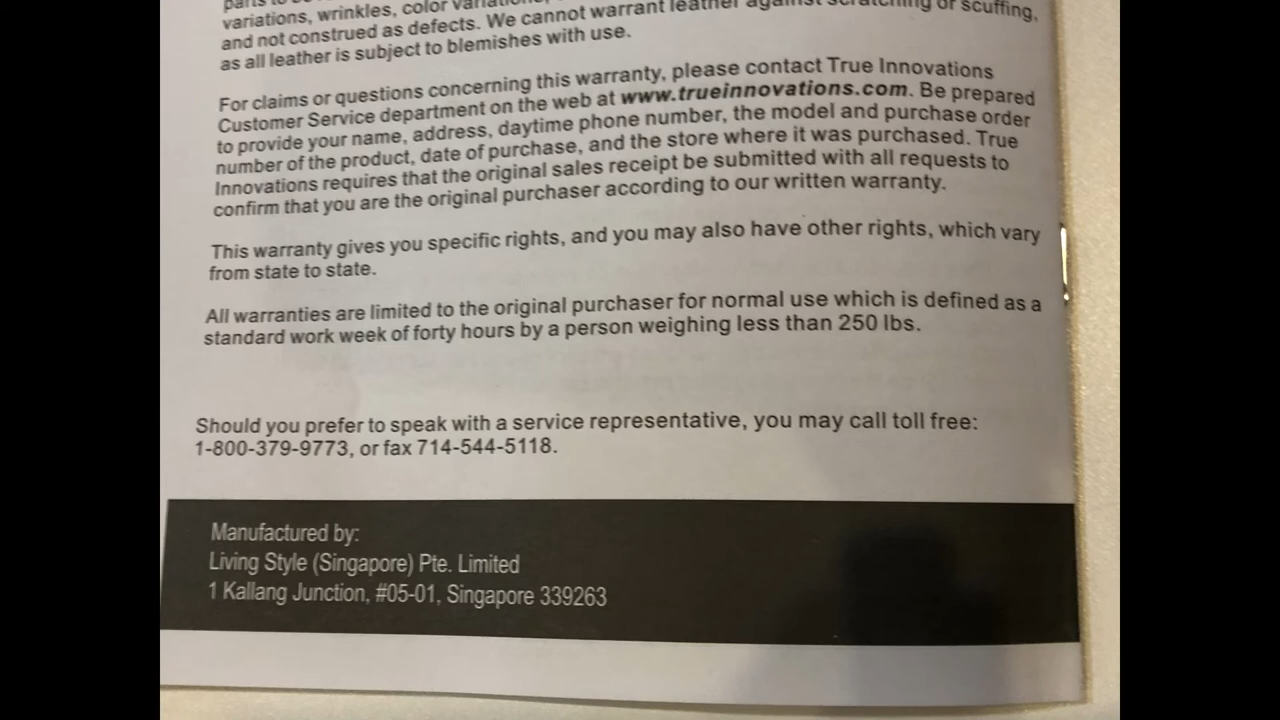 parts to be
variations, wrinkles, color variations,
and not construed as defects. We cannot warrant leather against scratching or scuffing,
as all leather is subject to blemishes with use.
For claims or questions concerning this warranty, please contact True Innovations
Customer Service department on the web at www.trueinnovations.com. Be prepared
to provide your name, address, daytime phone number, the model and purchase order
number of the product, date of purchase, and the store where it was purchased. True
Innovations requires that the original sales receipt be submitted with all requests to
confirm that you are the original purchaser according to our written warranty.
This warranty gives you specific rights, and you may also have other rights, which vary
from state to state.
All warranties are limited to the original purchaser for normal use which is defined as a
standard work week of forty hours by a person weighing less than 250 lbs.
Should you prefer to speak with a service representative, you may call toll free:
1-800-379-9773, or fax 714-544-5118.
Manufactured by:
Living Style (Singapore) Pte. Limited
1 Kallang Junction, #05-01, Singapore 339263